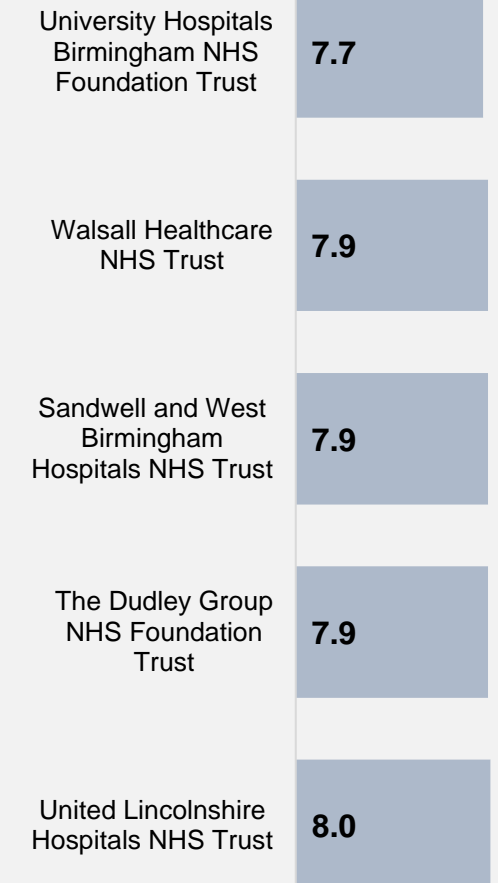 University Hospitals
Birmingham NHS
Foundation Trust
7.7
Walsall Healthcare
NHS Trust
7.9
Sandwell and West
Birmingham
Hospitals NHS Trust
7.9
The Dudley Group
NHS Foundation
Trust
7.9
United Lincolnshire
Hospitals NHS Trust
8.0